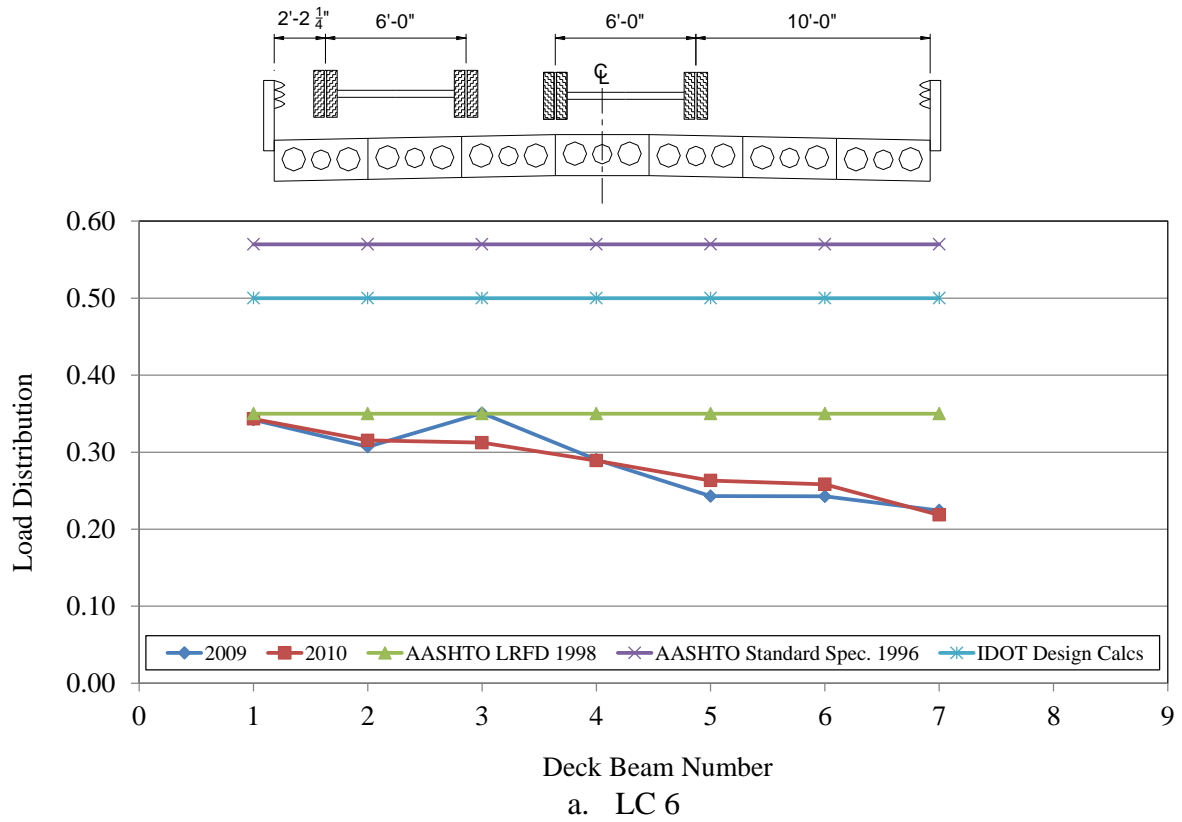 2'-2 1/4" 6'-0" 6'-0" 10'-0"
℄
0.60
0.50
0.40
0.30
0.20
0.10
0.00
Load Distribution
2009 2010 AASHTO LRFD 1998 AASHTO Standard Spec. 1996 IDOT Design Calcs
0 1 2 3 4 5 6 7 8 9
Deck Beam Number
a. LC 6